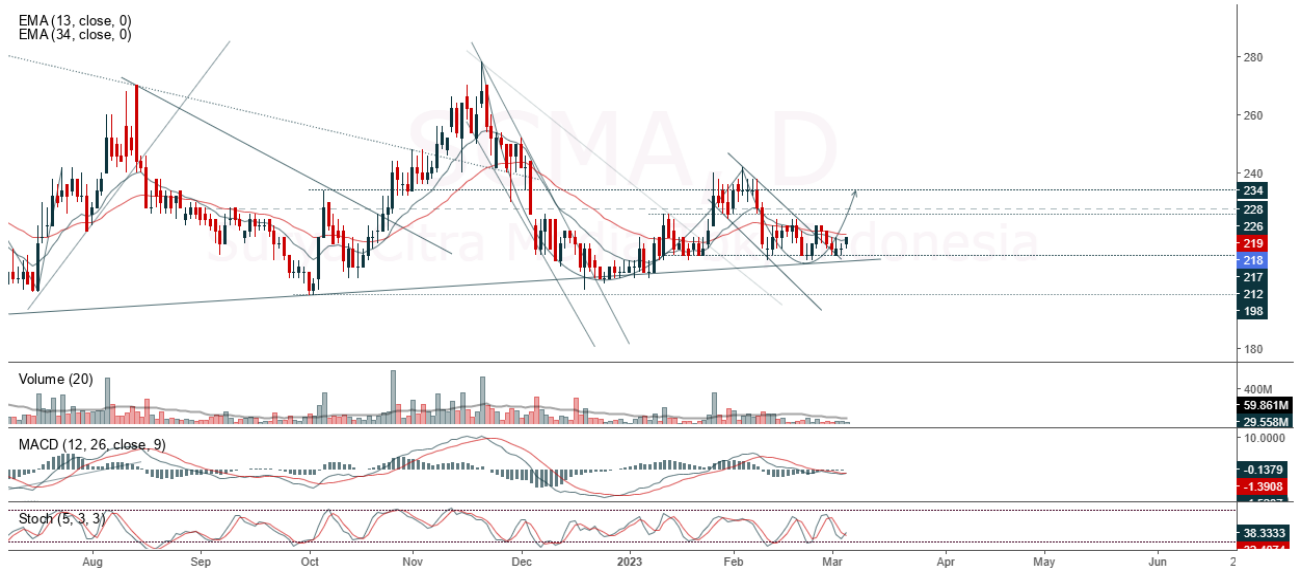 EMA (13, close, 0)
EMA (34, close, 0)
280
260
240
234
228
226
219
218
217
212
198
180
Volume (20)
400M
59.861M
29.558M
MACD (12, 26, close, 9)
10.0000
-0.1379
-1.3908
Stoch (5, 3, 3)
38.3333
Aug
Sep
Oct
Nov
Dec
2023
Feb
Mar
Apr
May
Jun
2